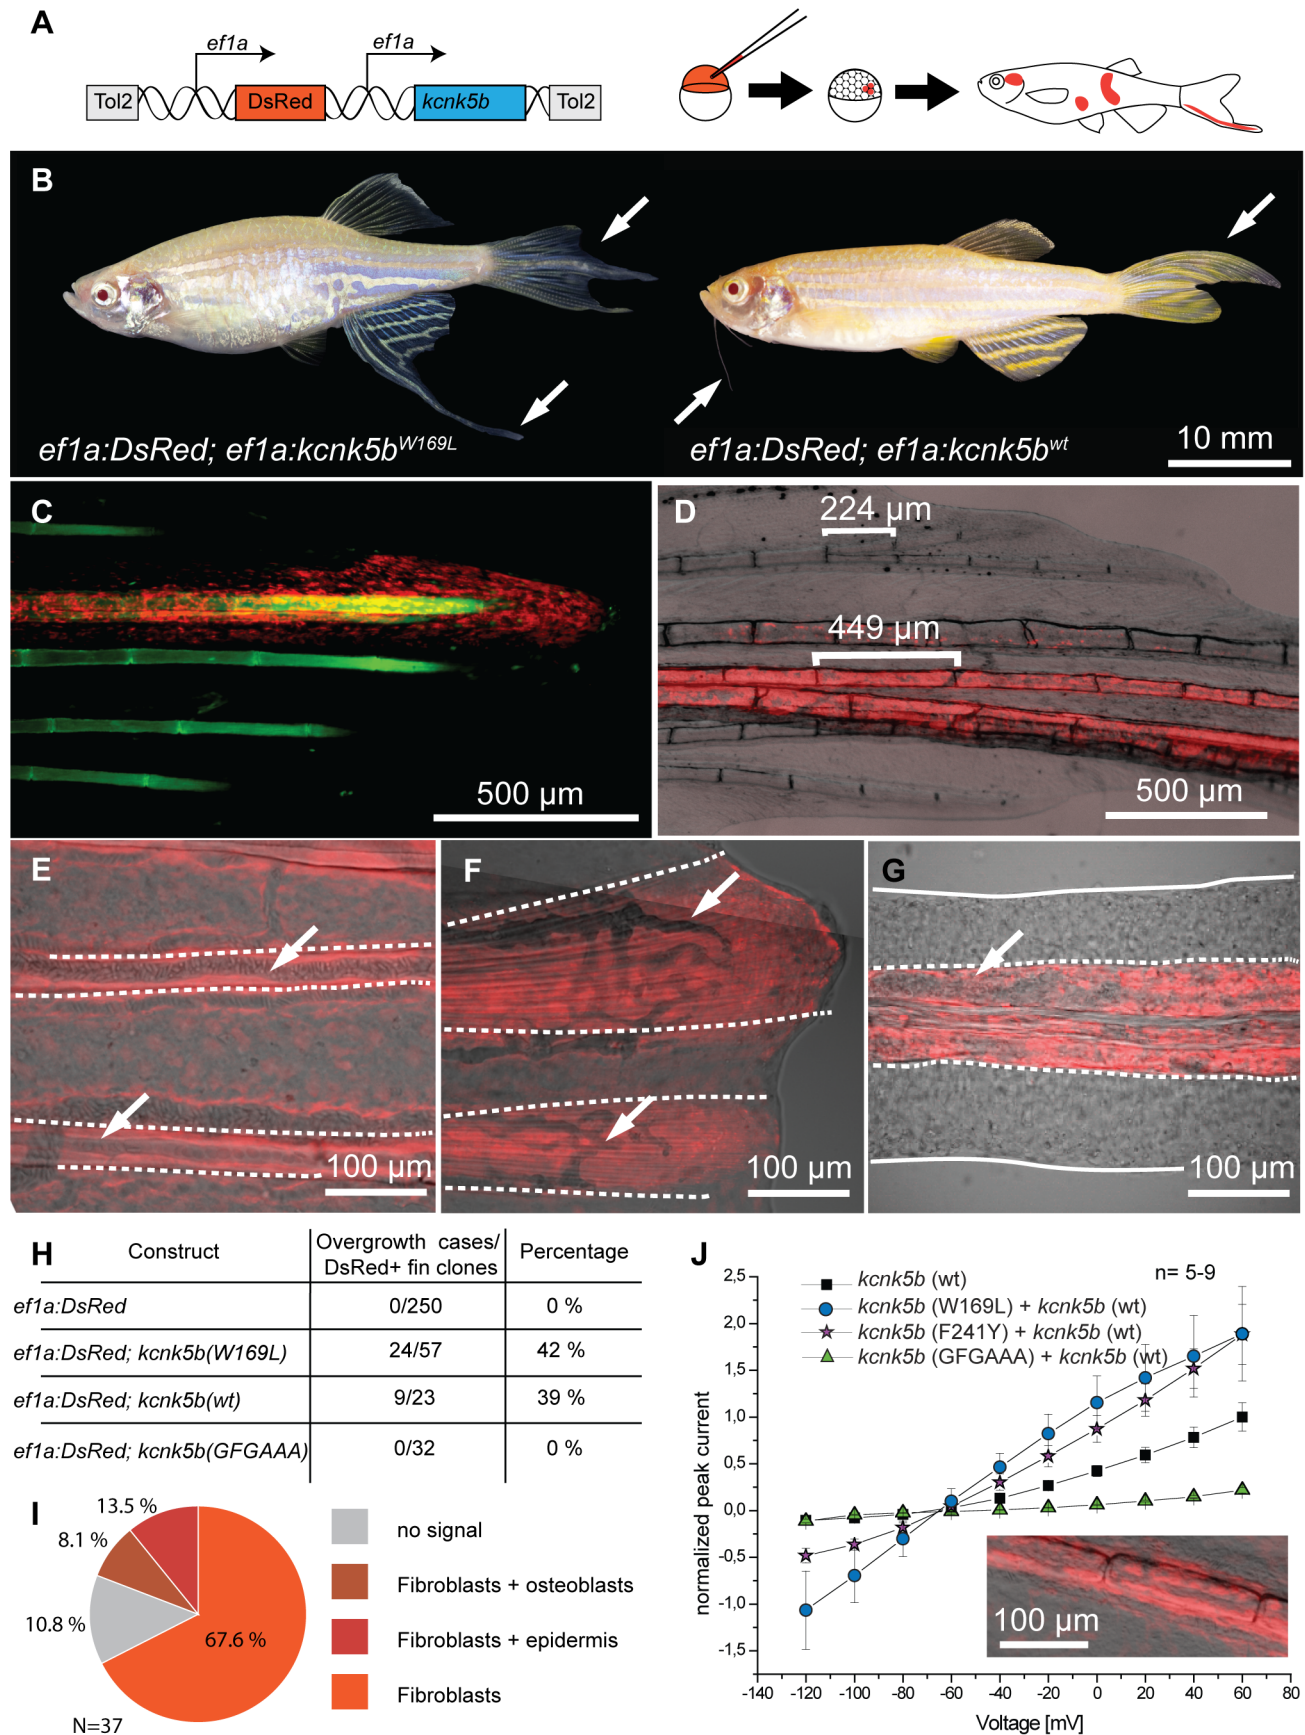 A
ef1a
ef1a
Tol2
DsRed
kcnk5b
Tol2
B
ef1a:DsRed; ef1a:kcnk5bW169L
ef1a:DsRed; ef1a:kcnk5bwt
10 mm
C
500 µm
D
224 µm
449 µm
500 µm
E
100 µm
F
100 µm
G
100 µm
H
Construct
Overgrowth cases/
DsRed+ fin clones
Percentage
ef1a:DsRed
0/250
0 %
ef1a:DsRed; kcnk5b(W169L)
24/57
42 %
ef1a:DsRed; kcnk5b(wt)
9/23
39 %
ef1a:DsRed; kcnk5b(GFGAAA)
0/32
0 %
I
13.5 %
8.1 %
10.8 %
67.6 %
N=37
no signal
Fibroblasts + osteoblasts
Fibroblasts + epidermis
Fibroblasts
J
kcnk5b (wt)
kcnk5b (W169L) + kcnk5b (wt)
kcnk5b (F241Y) + kcnk5b (wt)
kcnk5b (GFGAAA) + kcnk5b (wt)
n= 5-9
normalized peak current
2,5
2,0
1,5
1,0
0,5
0,0
-0,5
-1,0
-1,5
100 µm
-140 -120 -100 -80 -60 -40 -20 0 20 40 60 80
Voltage [mV]